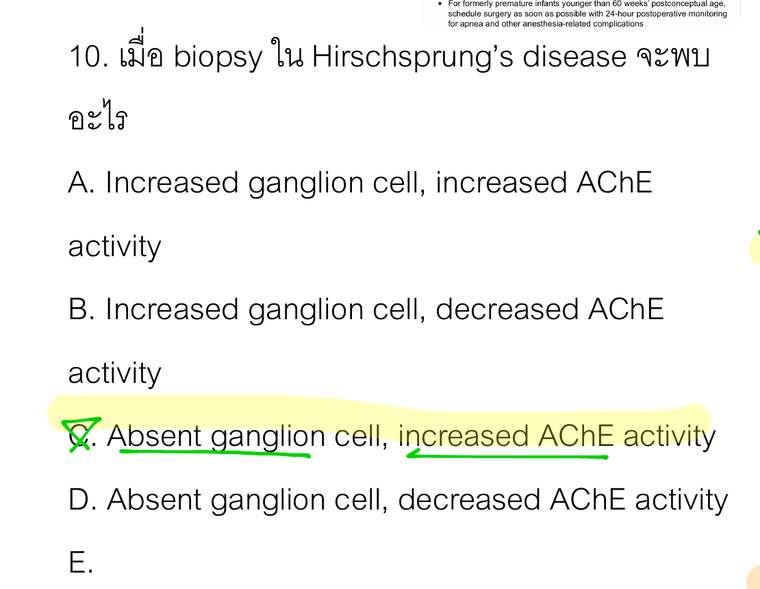 • For formerly premature infants younger than 60 weeks' postconceptual age,
schedule surgery as soon as possible with 24-hour postoperative monitoring
for apnea and other anesthesia-related complications
10. เมื่อ biopsy ใน Hirschsprung's disease จะพบ
อะไร
A. Increased ganglion cell, increased AChE
activity
B. Increased ganglion cell, decreased AChE
activity
C. Absent ganglion cell, increased AChE activity
D. Absent ganglion cell, decreased AChE activity
E.